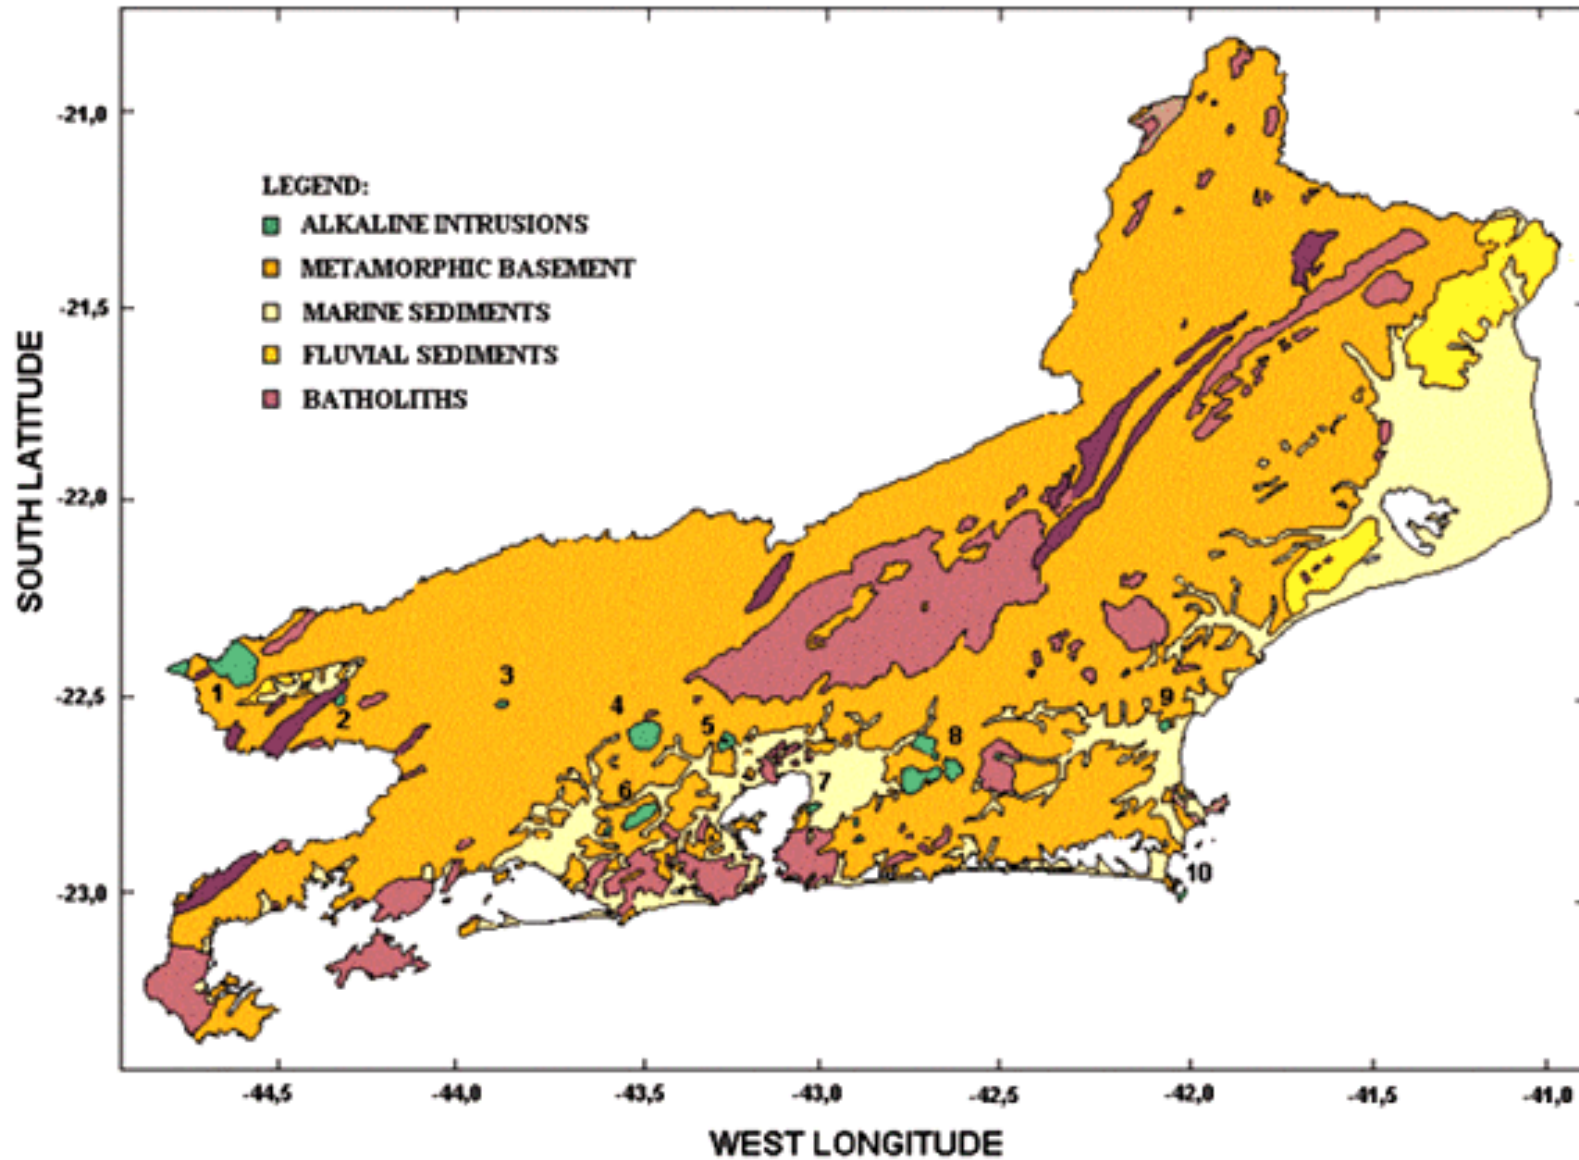 -21,0
LEGEND:
ALKALINE INTRUSIONS
METAMORPHIC BASEMENT
MARINE SEDIMENTS
-21,5
FLUVIAL SEDIMENTS
BATHOLITHS
SOUTH LATITUDE
-22,0
-22,5
1
2
3
4
5
6
7
8
9
-23,0
10
-44,5
-44,0
-43,5
-43,0
-42,5
-42,0
-41,5
-41,0
WEST LONGITUDE